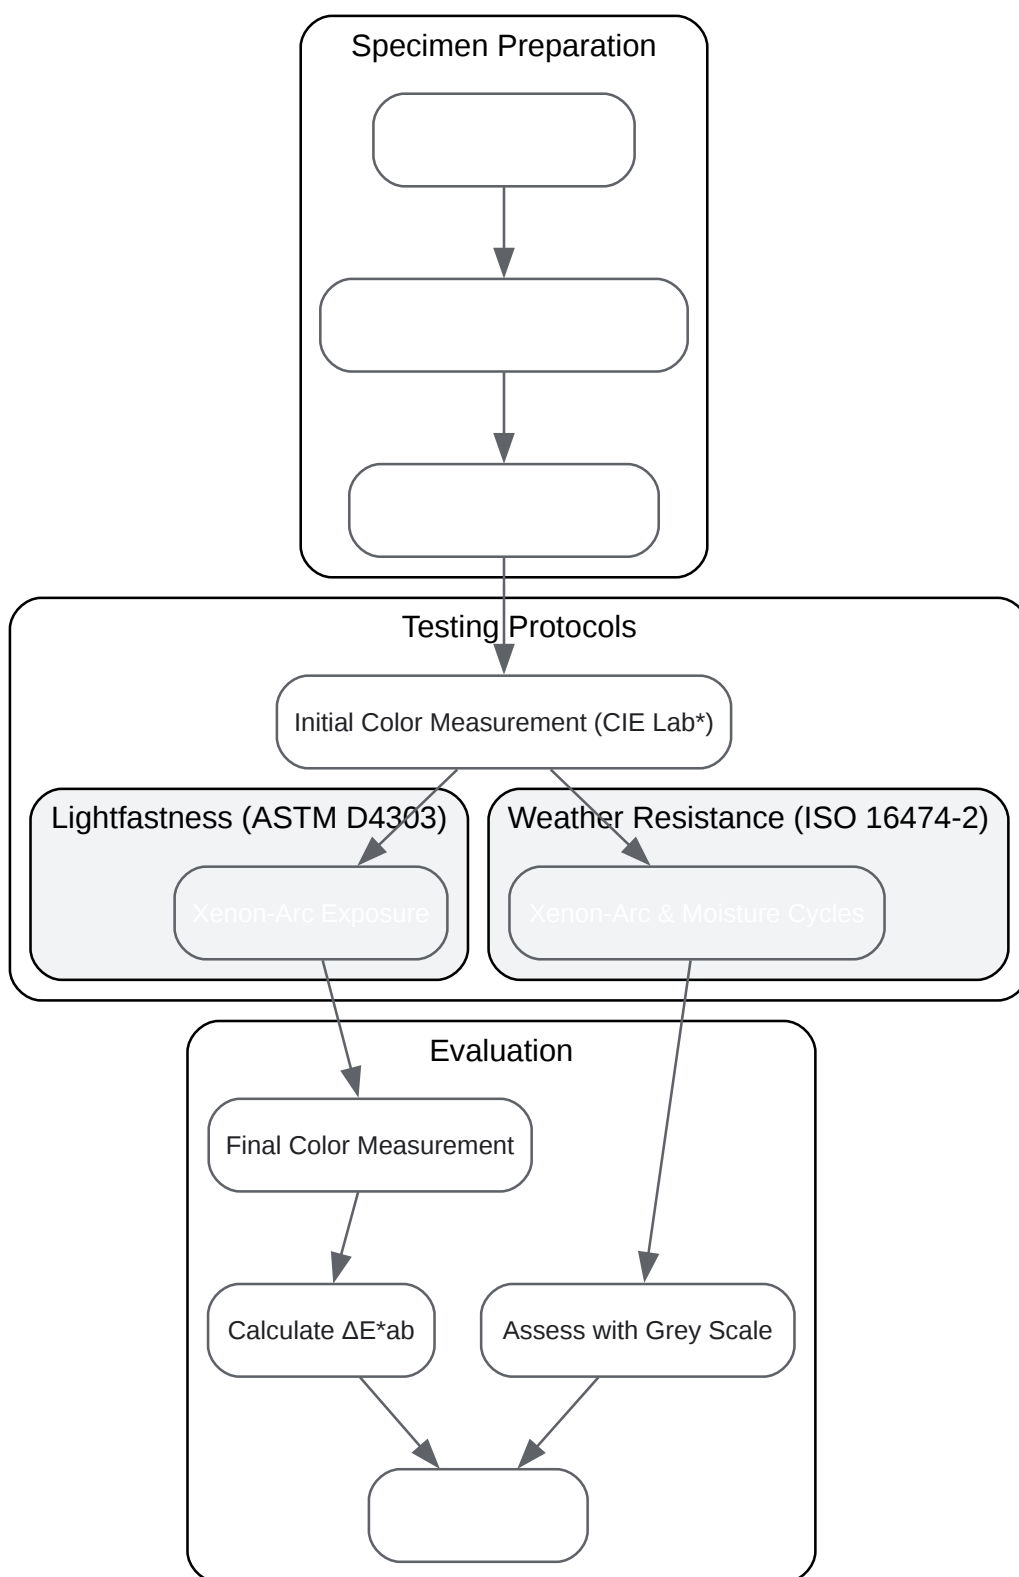 Specimen Preparation
Testing Protocols
Initial Color Measurement (CIE Lab*)
Lightfastness (ASTM D4303)
Weather Resistance (ISO 16474-2)
Xenon-Arc Exposure
Xenon-Arc & Moisture Cycles
Evaluation
Final Color Measurement
Calculate ΔE*ab
Assess with Grey Scale